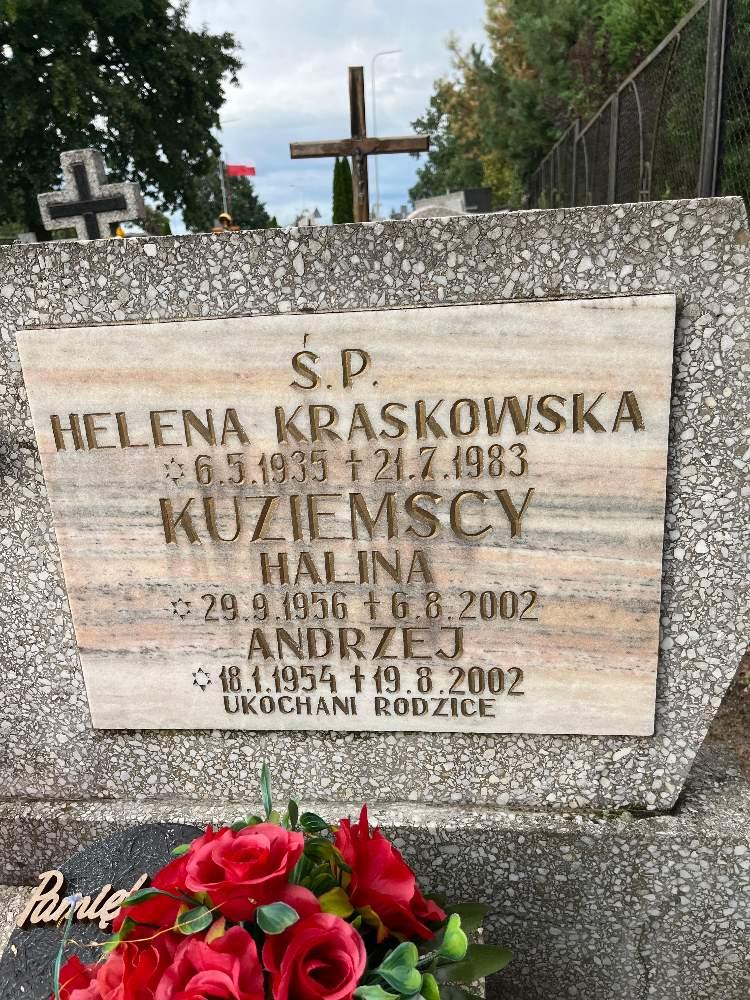 Ś.P.
HELENA KRASKOWSKA
✡ 6.5.1935 ✝ 21.7.1983
KUZIEMSCY
HALINA
✡ 29.9.1956 ✝ 6.8.2002
ANDRZEJ
✡ 18.1.1954 ✝ 19.8.2002
UKOCHANI RODZICE